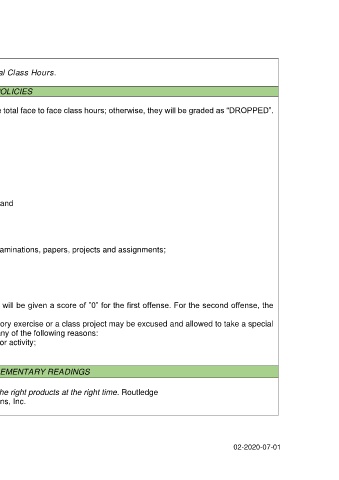 al Class Hours.
OLICIES
e total face to face class hours; otherwise, they will be graded as “DROPPED”.
and
aminations, papers, projects and assignments;
will be given a score of ”0” for the first offense. For the second offense, the
ory exercise or a class project may be excused and allowed to take a special
any of the following reasons:
or activity;
EMENTARY READINGS
he right products at the right time. Routledge
ns, Inc.
02-2020-07-01